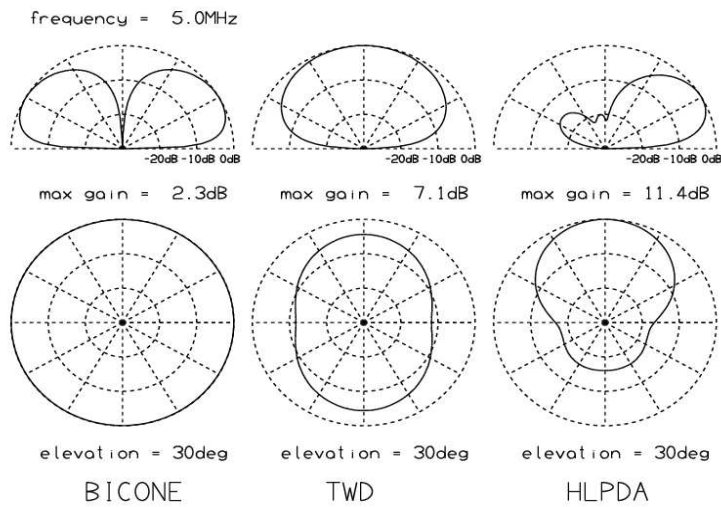 frequency = 5.0MHz
-20dB -10dB 0dB
-20dB -10dB 0dB
-20dB -10dB 0dB
max gain = 2.3dB
max gain = 7.1dB
max gain = 11.4dB
elevation = 30deg
elevation = 30deg
elevation = 30deg
BICONE
TWD
HLPDA